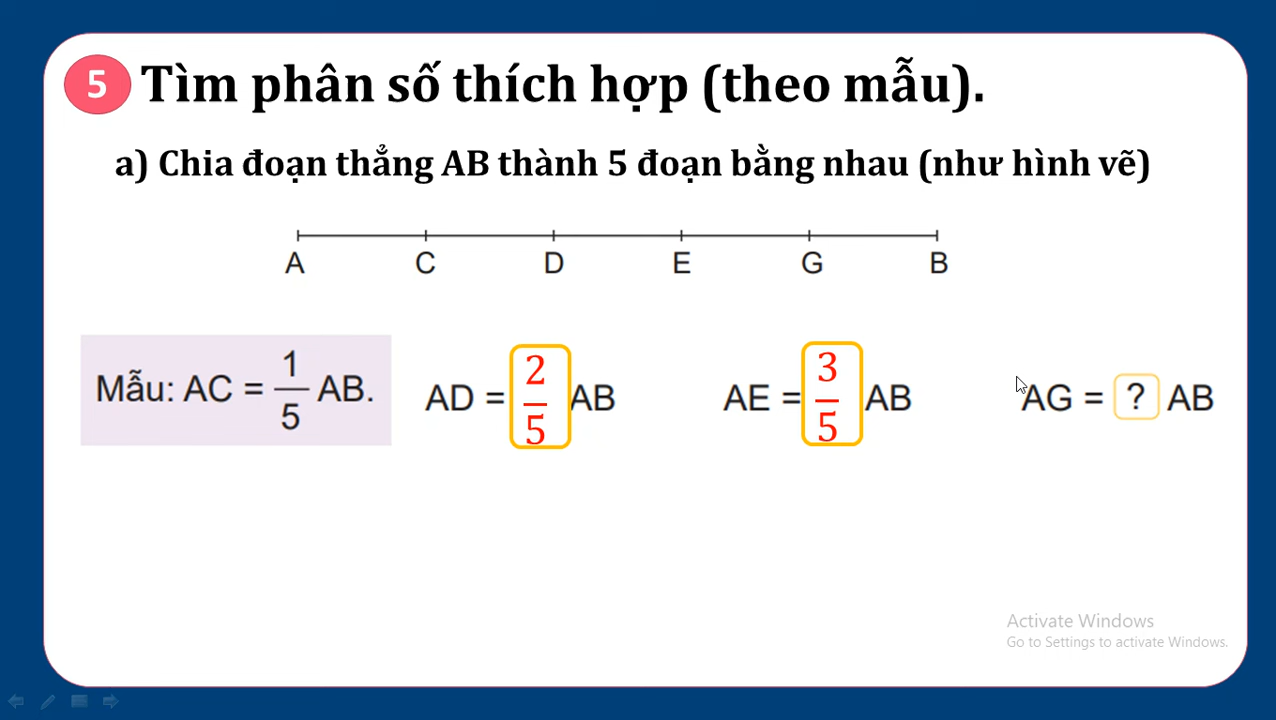 5 Tìm phân số thích hợp (theo mẫu).
a) Chia đoạn thẳng AB thành 5 đoạn bằng nhau (như hình vẽ)
A C D E G B
Mẫu: AC = 1/5 AB. AD = 2/5 AB AE = 3/5 AB AG = ? AB
Activate Windows
Go to Settings to activate Windows.